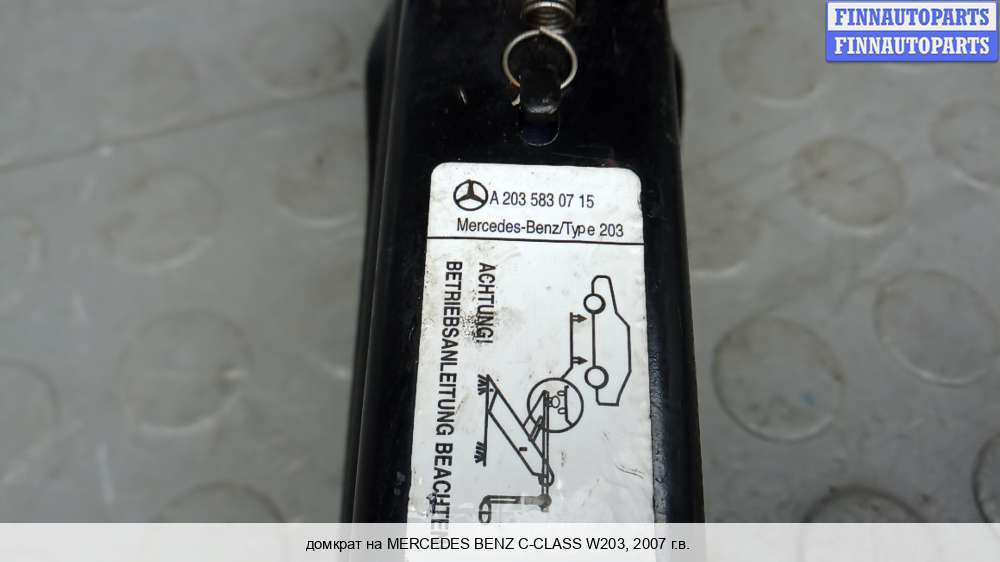 FINNAUTOPARTS
FINNAUTOPARTS
A 203 583 07 15
Mercedes-Benz/Type 203
ACHTUNG!
BETRIEBSANLEITUNG BEACHTEN
домкрат на MERCEDES BENZ C-CLASS W203, 2007 г.в.